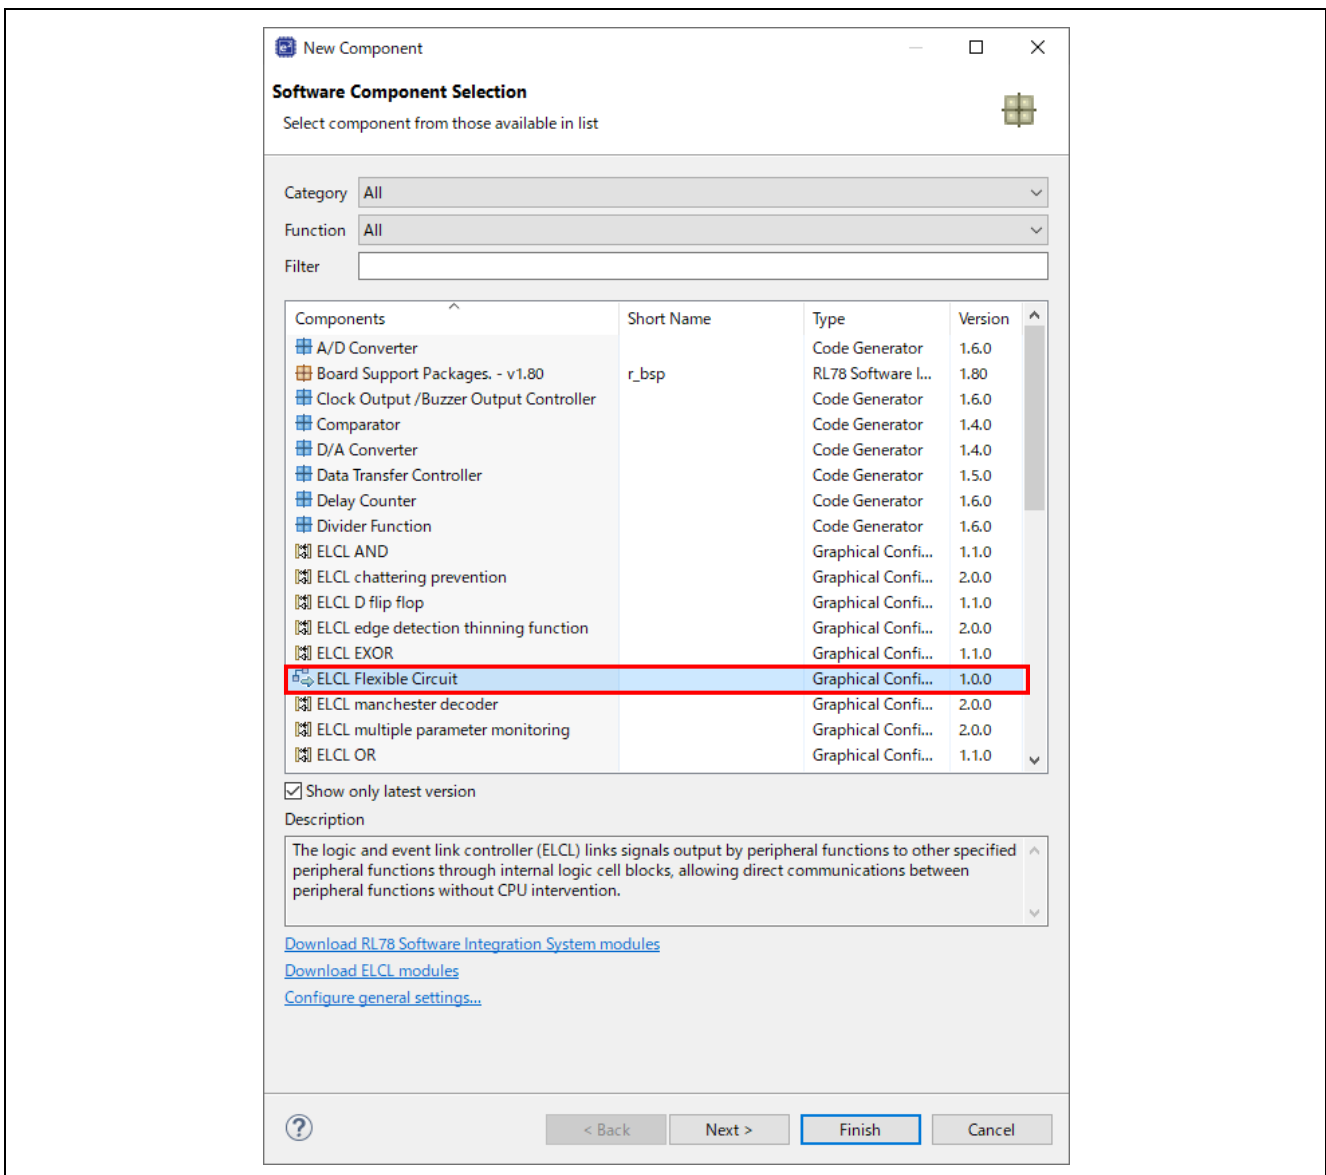 New Component
Software Component Selection
Select component from those available in list
Category All
Function All
Filter
Components Short Name Type Version
A/D Converter Code Generator 1.6.0
Board Support Packages. - v1.80 r_bsp RL78 Software I... 1.80
Clock Output /Buzzer Output Controller Code Generator 1.6.0
Comparator Code Generator 1.4.0
D/A Converter Code Generator 1.4.0
Data Transfer Controller Code Generator 1.5.0
Delay Counter Code Generator 1.6.0
Divider Function Code Generator 1.6.0
ELCL AND Graphical Confi... 1.1.0
ELCL chattering prevention Graphical Confi... 2.0.0
ELCL D flip flop Graphical Confi... 1.1.0
ELCL edge detection thinning function Graphical Confi... 2.0.0
ELCL EXOR Graphical Confi... 1.1.0
ELCL Flexible Circuit Graphical Confi... 1.0.0
ELCL manchester decoder Graphical Confi... 2.0.0
ELCL multiple parameter monitoring Graphical Confi... 2.0.0
ELCL OR Graphical Confi... 1.1.0
Show only latest version
Description
The logic and event link controller (ELCL) links signals output by peripheral functions to other specified
peripheral functions through internal logic cell blocks, allowing direct communications between
peripheral functions without CPU intervention.
Download RL78 Software Integration System modules
Download ELCL modules
Configure general settings...
? < Back Next > Finish Cancel